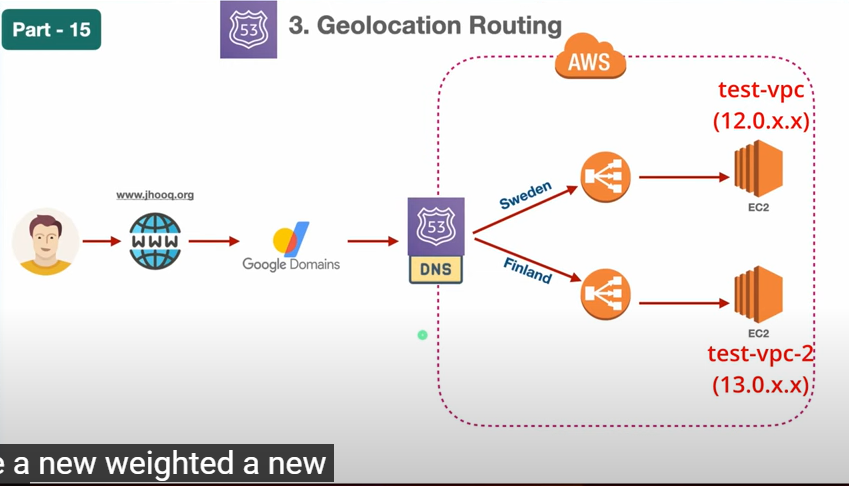 Part - 15
53
3. Geolocation Routing
AWS
test-vpc
(12.0.x.x)
www.jhooq.org
Sweden
EC2
WWW
53
Google Domains
DNS
Finland
EC2
test-vpc-2
(13.0.x.x)
e a new weighted a new